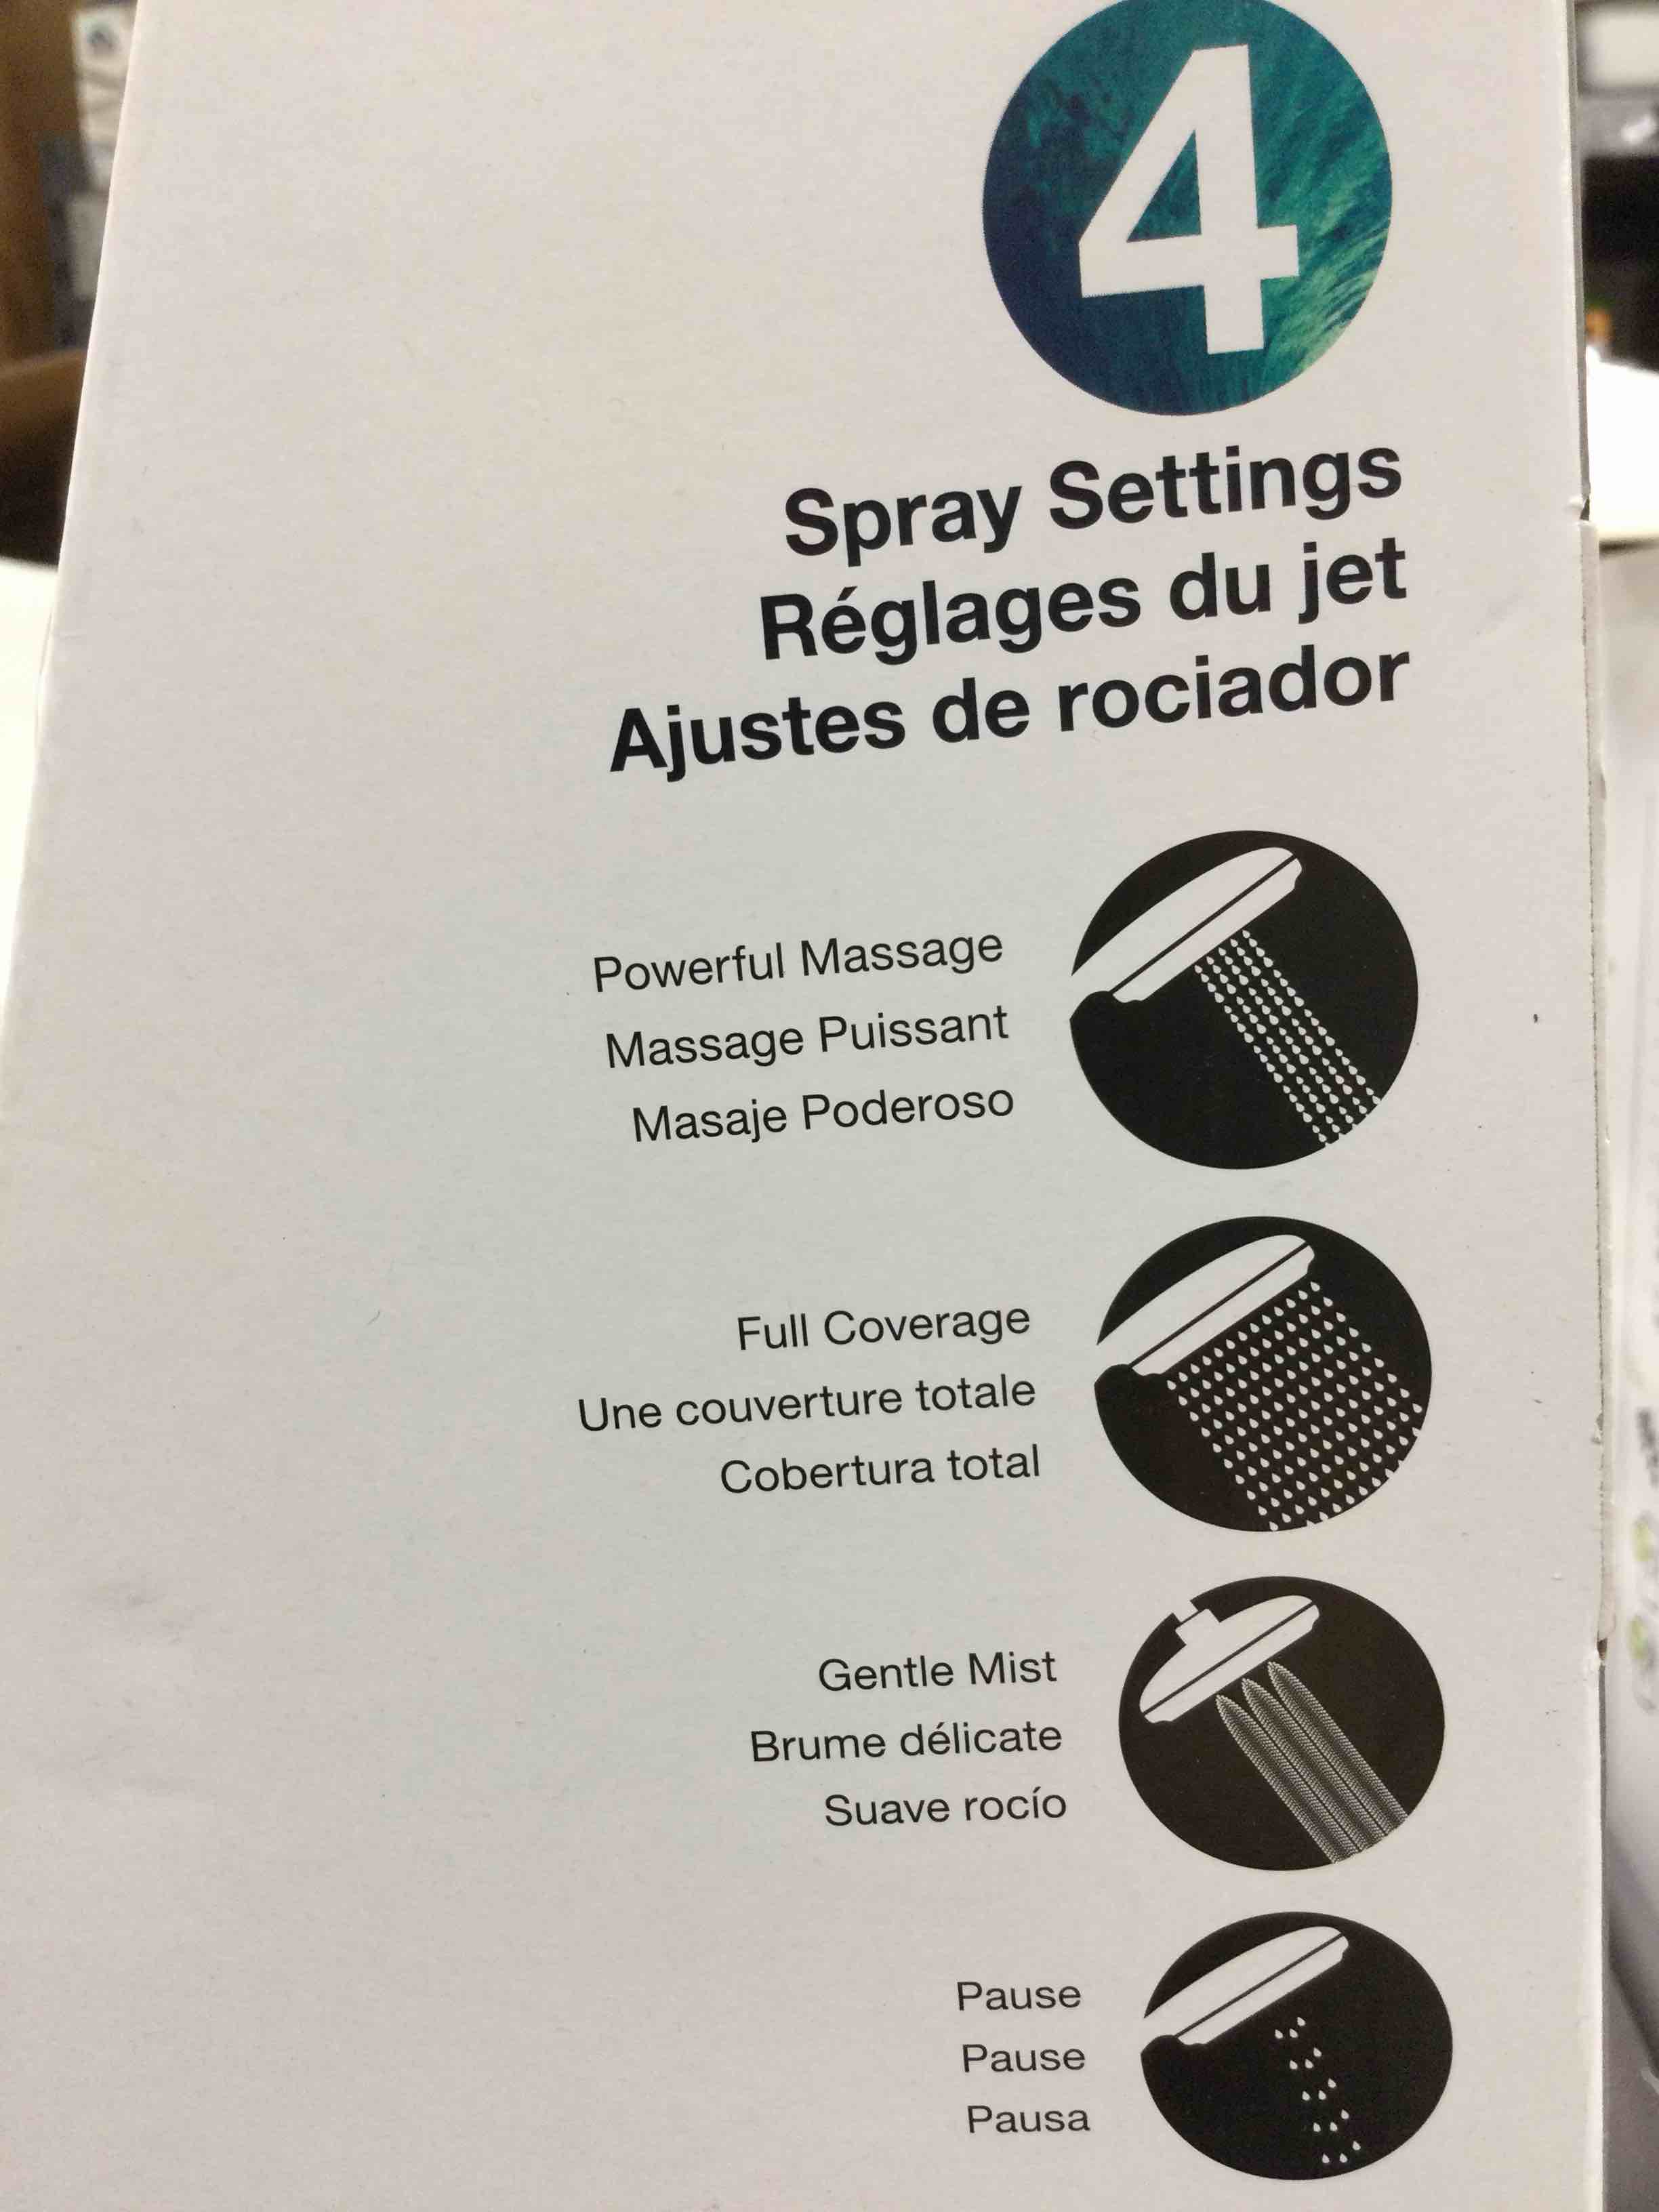 4
Spray Settings
Réglages du jet
Ajustes de rociador
Powerful Massage
Massage Puissant
Masaje Poderoso
Full Coverage
Une couverture totale
Cobertura total
Gentle Mist
Brume délicate
Suave rocío
Pause
Pause
Pausa